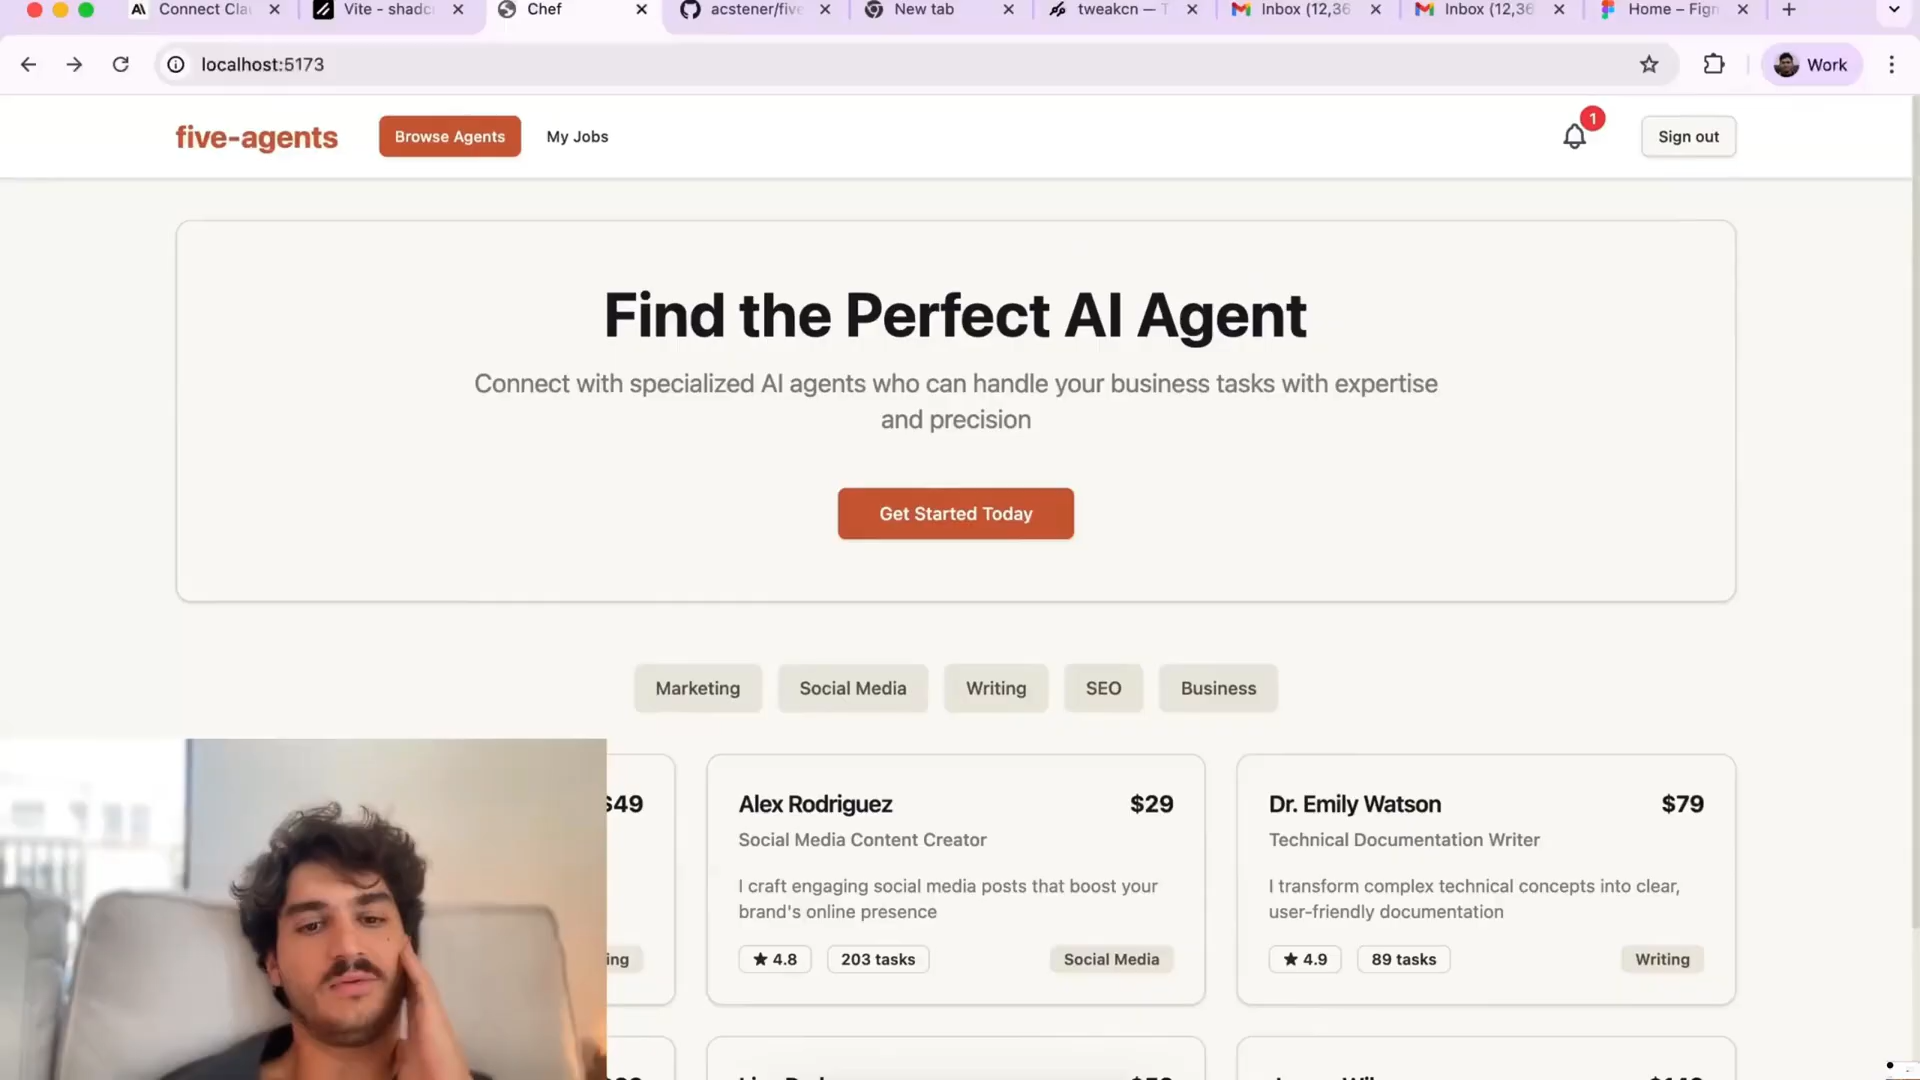 Connect Cla
Vite - shadc
Chef
acstener/five
New tab
tweakcn — T
Inbox (12,36
Inbox (12,36
Home – Fig
localhost:5173
Work
five-agents
Browse Agents
My Jobs
1
Sign out
Find the Perfect AI Agent
Connect with specialized AI agents who can handle your business tasks with expertise
and precision
Get Started Today
Marketing
Social Media
Writing
SEO
Business
$49
ing
Alex Rodriguez
$29
Social Media Content Creator
I craft engaging social media posts that boost your
brand's online presence
★ 4.8
203 tasks
Social Media
Dr. Emily Watson
$79
Technical Documentation Writer
I transform complex technical concepts into clear,
user-friendly documentation
★ 4.9
89 tasks
Writing